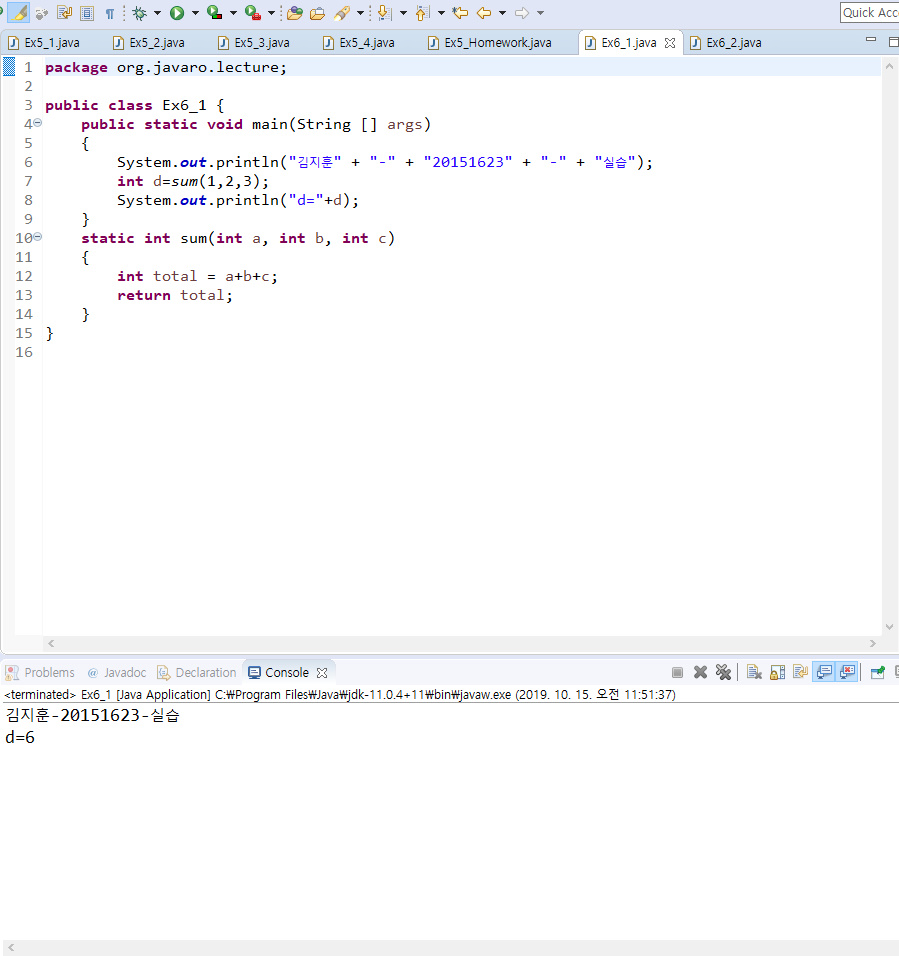 Quick Acc
Ex5_1.java Ex5_2.java Ex5_3.java Ex5_4.java Ex5_Homework.java Ex6_1.java Ex6_2.java
1 package org.javaro.lecture;
2
3 public class Ex6_1 {
4 public static void main(String [] args)
5 {
6 System.out.println("김지훈" + "-" + "20151623" + "-" + "실습");
7 int d=sum(1,2,3);
8 System.out.println("d="+d);
9 }
10 static int sum(int a, int b, int c)
11 {
12 int total = a+b+c;
13 return total;
14 }
15 }
16
Problems @ Javadoc Declaration Console
<terminated> Ex6_1 [Java Application] C:₩Program Files₩Java₩jdk-11.0.4+11₩bin₩javaw.exe (2019. 10. 15. 오전 11:51:37)
김지훈-20151623-실습
d=6